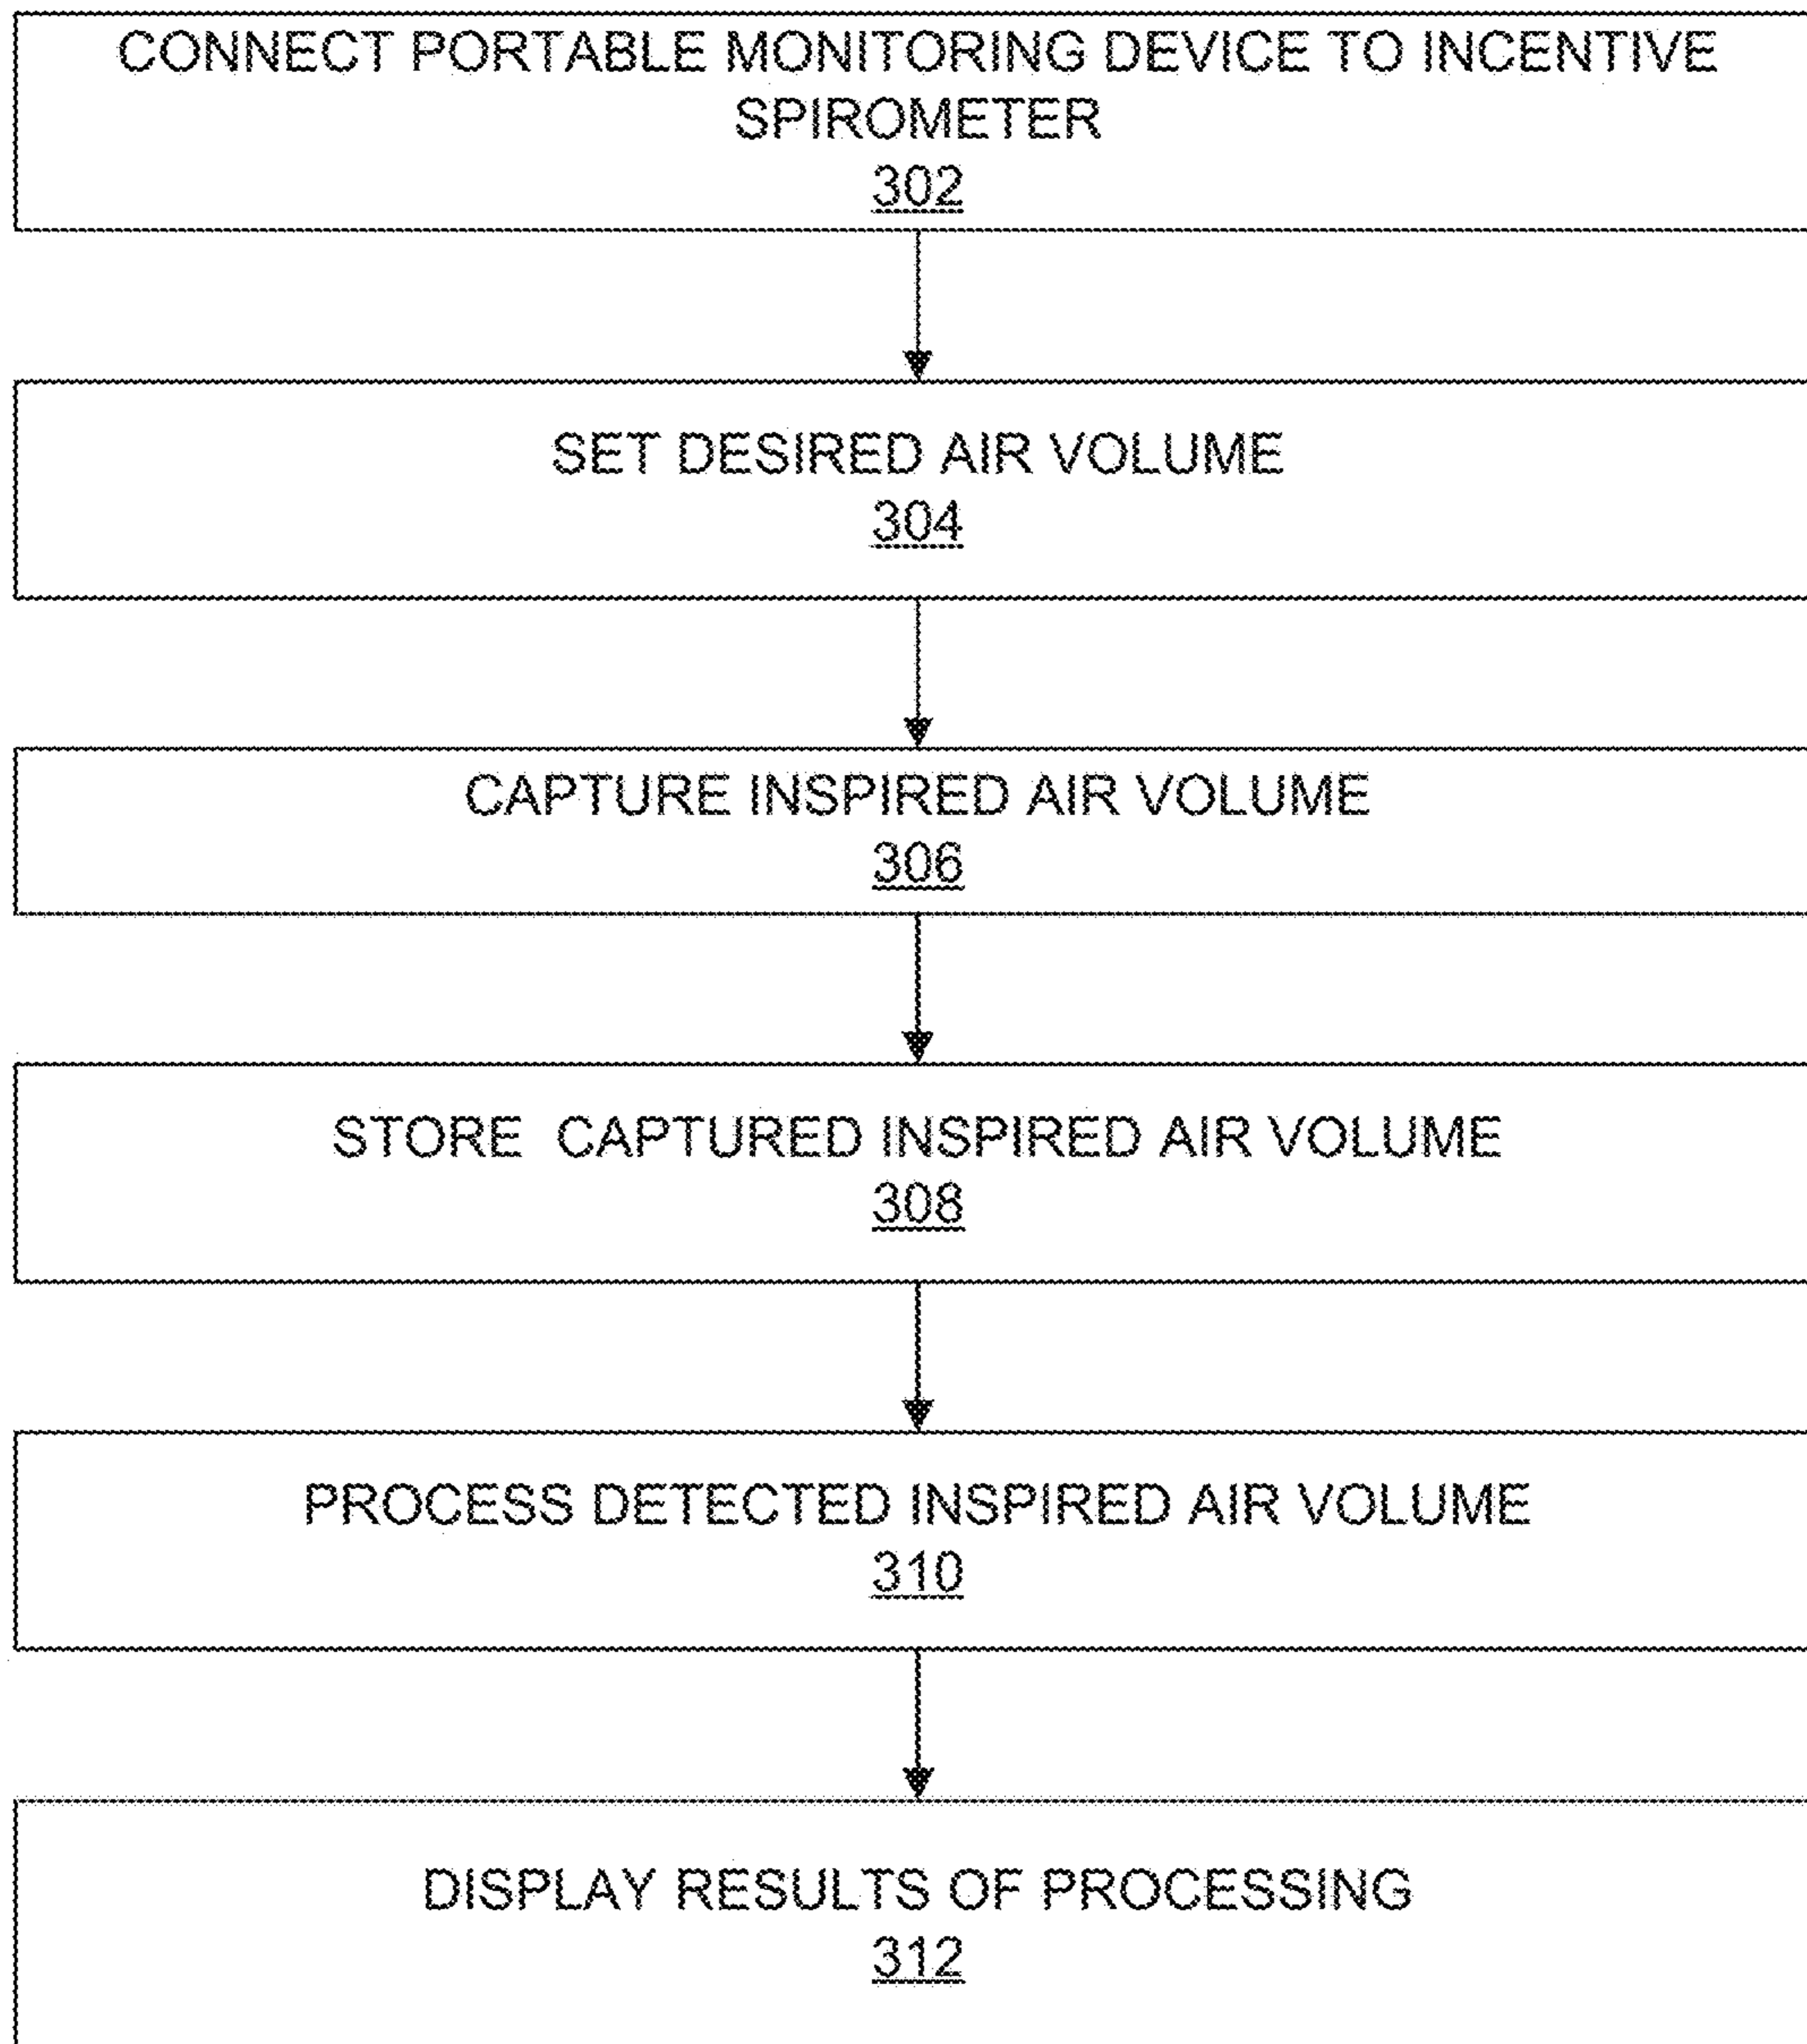 CONNECT PORTABLE MONITORING DEVICE TO INCENTIVE
SPIROMETER
302
SET DESIRED AIR VOLUME
304
CAPTURE INSPIRED AIR VOLUME
306
STORE CAPTURED INSPIRED AIR VOLUME
308
PROCESS DETECTED INSPIRED AIR VOLUME
310
DISPLAY RESULTS OF PROCESSING
312